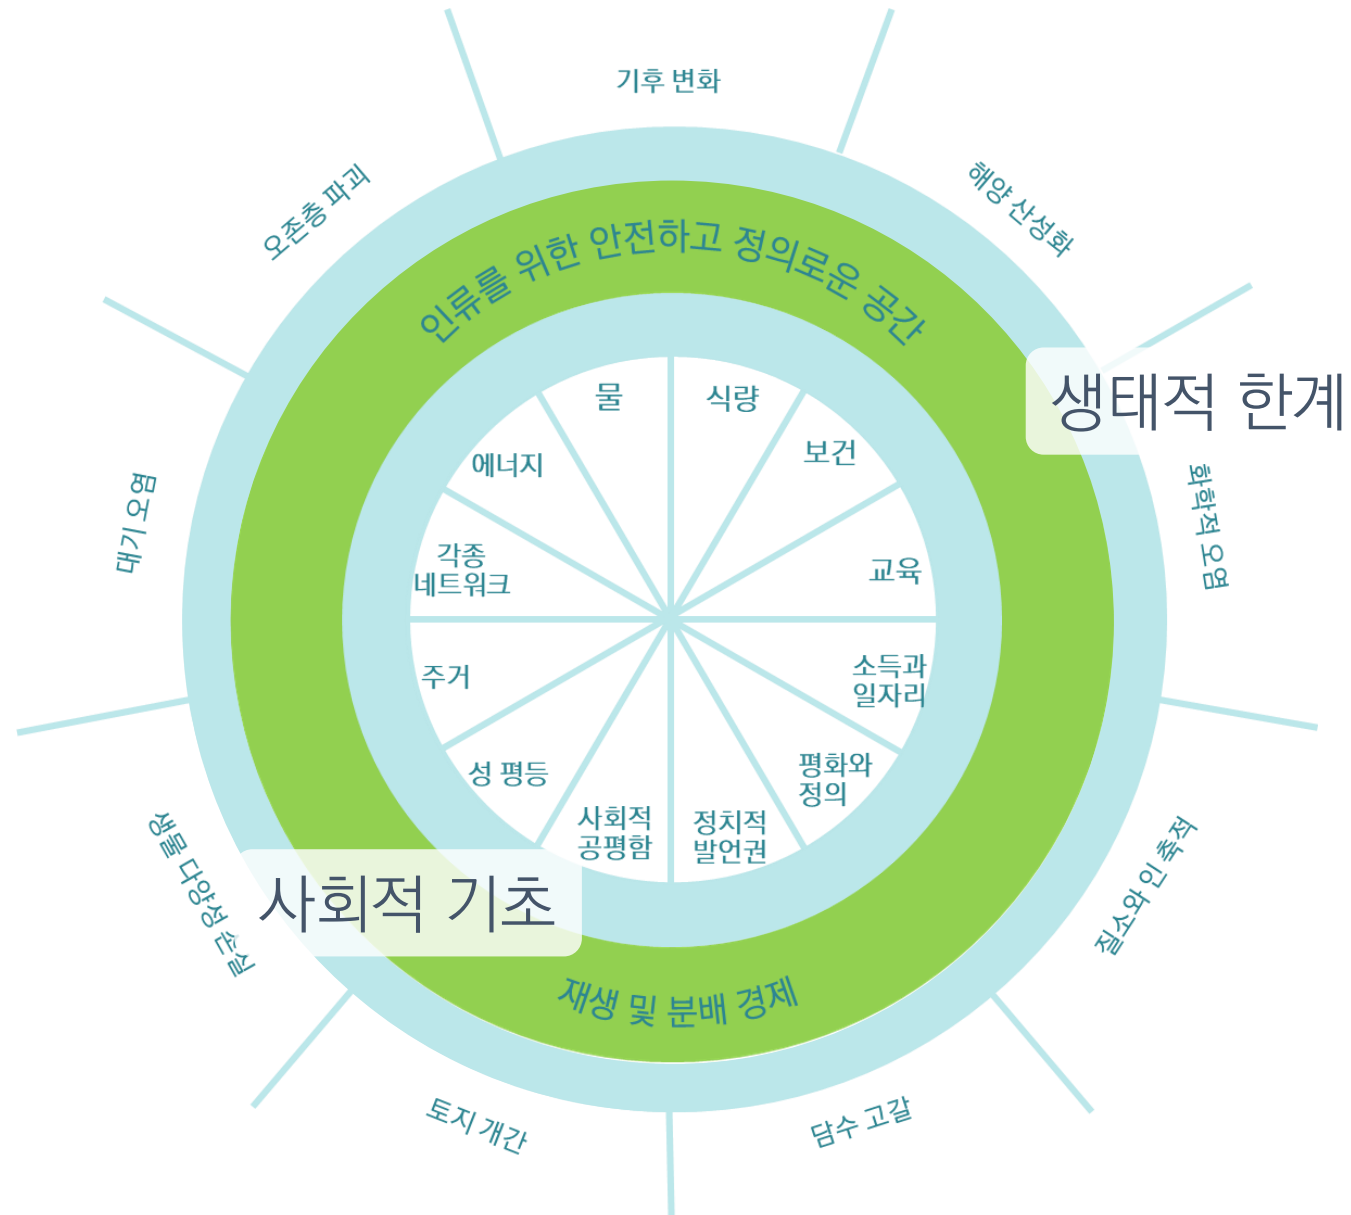 기후 변화
해양 산성화
화학적 오염
질소와 인 축적
담수 고갈
토지 개간
생물 다양성 손실
대기 오염
오존층 파괴
생태적 한계
인류를 위한 안전하고 정의로운 공간
물
식량
보건
교육
소득과
일자리
평화와
정의
정치적
발언권
사회적
공평함
성 평등
주거
각종
네트워크
에너지
사회적 기초
재생 및 분배 경제